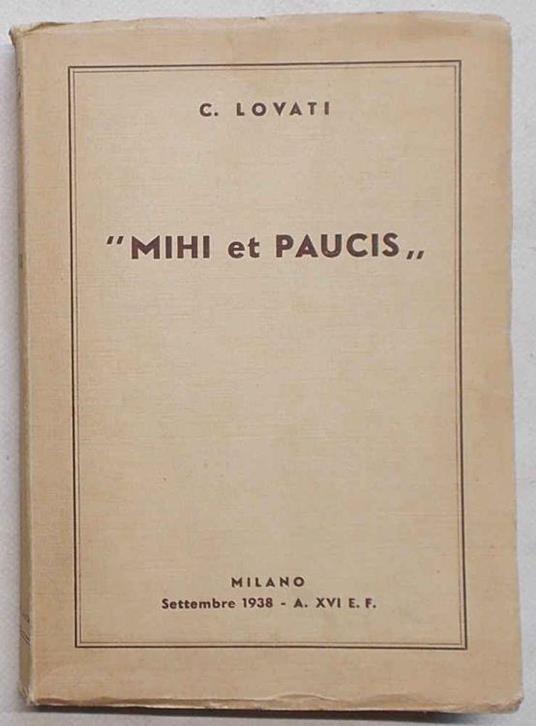 C. LOVATI
"MIHI et PAUCIS„
MILANO
Settembre 1938 - A. XVI E. F.